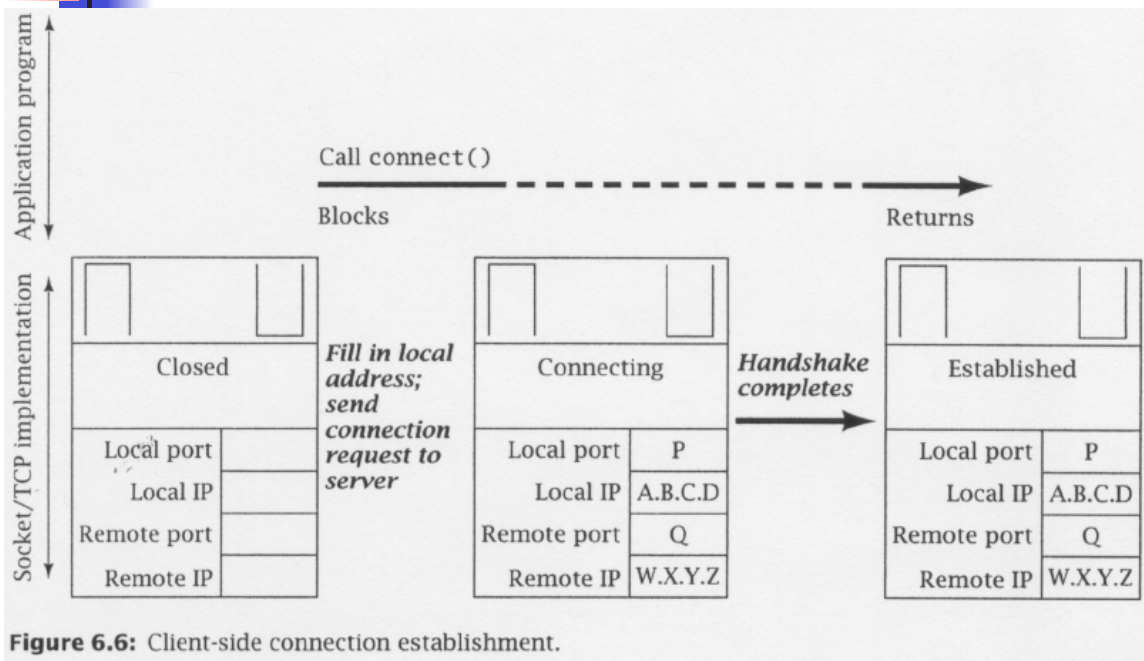 Application program
Call connect()
Blocks
Returns
Socket/TCP implementation
Closed
Local port
Local IP
Remote port
Remote IP
Fill in local
address;
send
connection
request to
server
Connecting
Local port P
Local IP A.B.C.D
Remote port Q
Remote IP W.X.Y.Z
Handshake
completes
Established
Local port P
Local IP A.B.C.D
Remote port Q
Remote IP W.X.Y.Z
Figure 6.6: Client-side connection establishment.